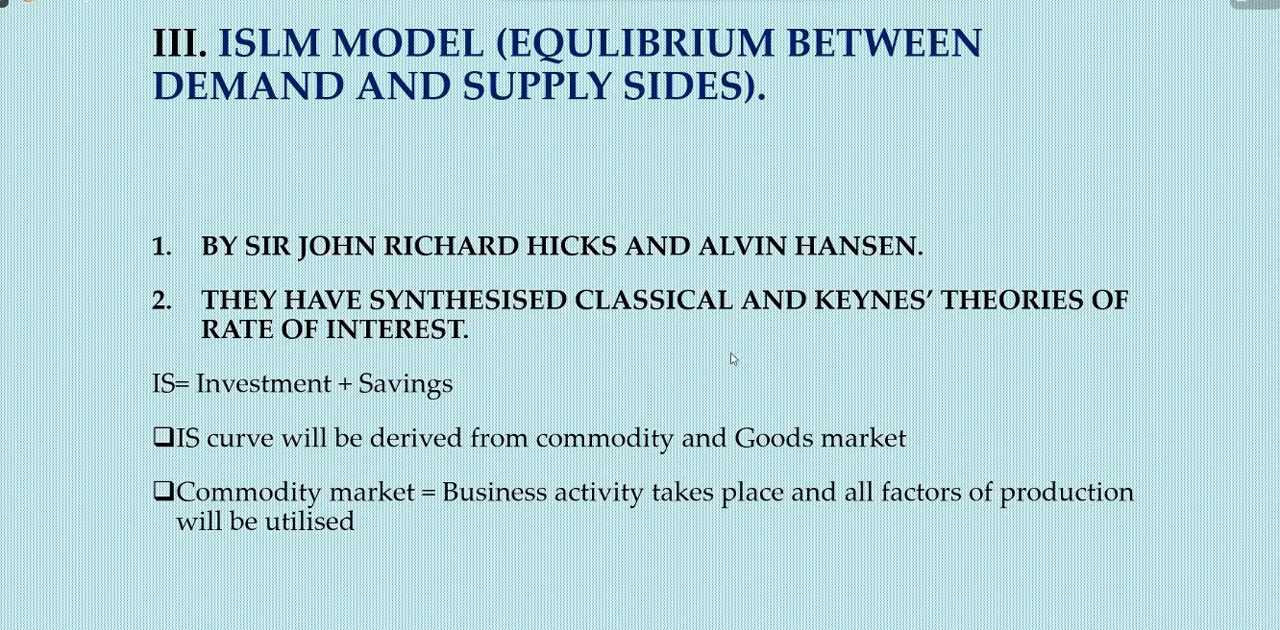 III. ISLM MODEL (EQULIBRIUM BETWEEN
DEMAND AND SUPPLY SIDES).
1. BY SIR JOHN RICHARD HICKS AND ALVIN HANSEN.
2. THEY HAVE SYNTHESISED CLASSICAL AND KEYNES’ THEORIES OF
RATE OF INTEREST.
IS= Investment + Savings
❑IS curve will be derived from commodity and Goods market
❑Commodity market = Business activity takes place and all factors of production
will be utilised